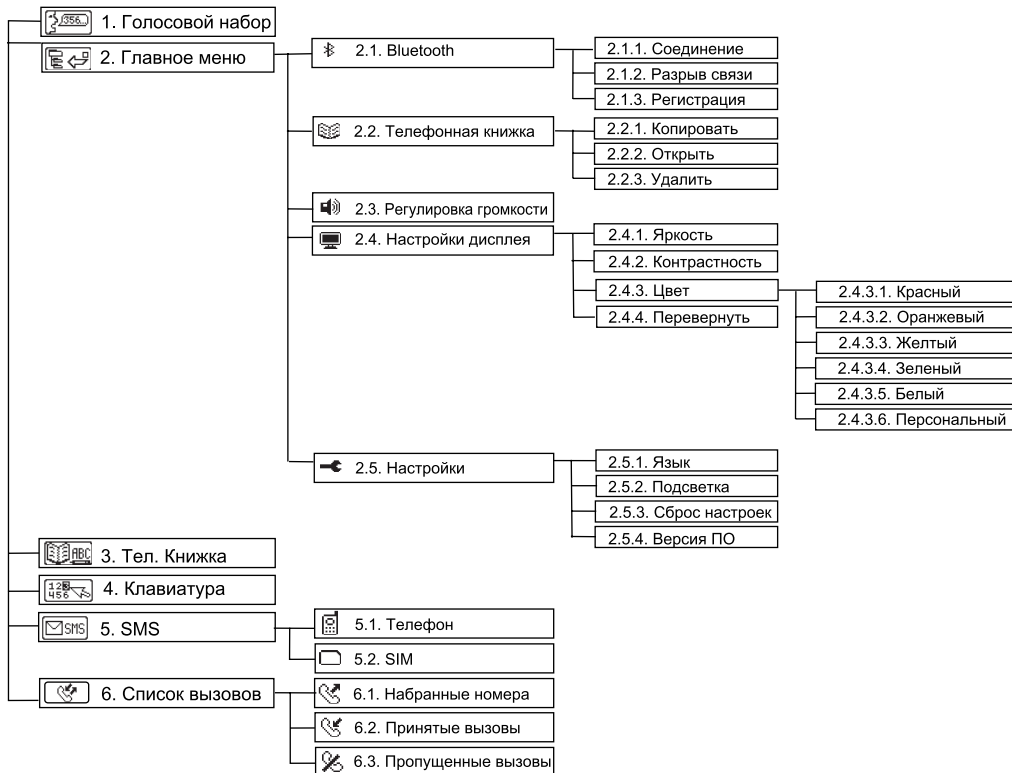 1. Голосовой набор
2. Главное меню
2.1. Bluetooth
2.1.1. Соединение
2.1.2. Разрыв связи
2.1.3. Регистрация
2.2. Телефонная книжка
2.2.1. Копировать
2.2.2. Открыть
2.2.3. Удалить
2.3. Регулировка громкости
2.4. Настройки дисплея
2.4.1. Яркость
2.4.2. Контрастность
2.4.3. Цвет
2.4.3.1. Красный
2.4.3.2. Оранжевый
2.4.3.3. Желтый
2.4.3.4. Зеленый
2.4.3.5. Белый
2.4.3.6. Персональный
2.4.4. Перевернуть
2.5. Настройки
2.5.1. Язык
2.5.2. Подсветка
2.5.3. Сброс настроек
2.5.4. Версия ПО
ABC 3. Тел. Книжка
123
456 4. Клавиатура
SMS 5. SMS
5.1. Телефон
5.2. SIM
6. Список вызовов
6.1. Набранные номера
6.2. Принятые вызовы
6.3. Пропущенные вызовы